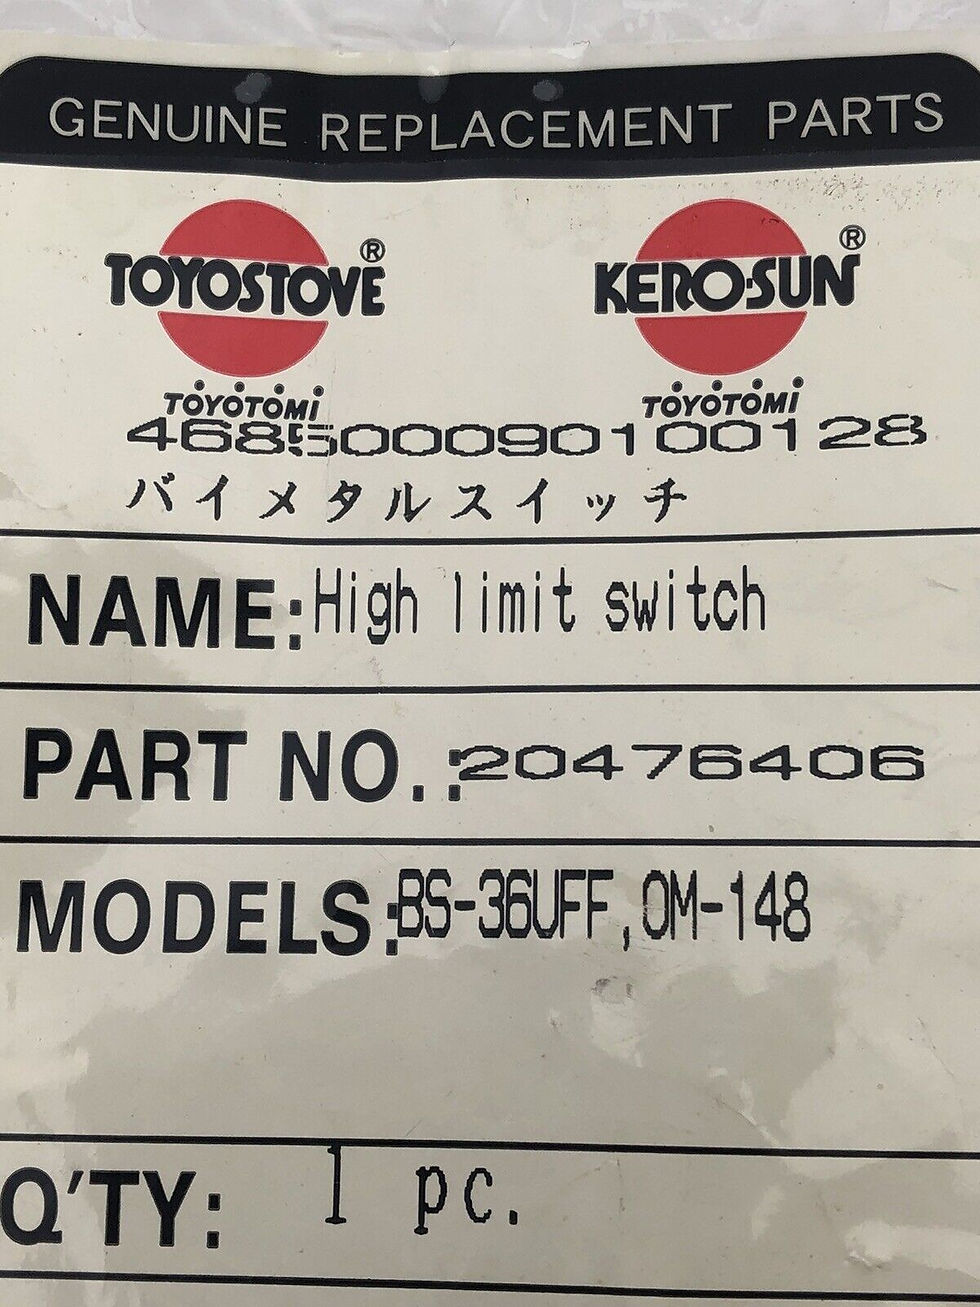 GENUINE REPLACEMENT PARTS
TOYOSTOVE® KERO-SUN®
TOYOTOMI TOYOTOMI
4685000090100128
バイメタルスイッチ
NAME: High limit switch
PART NO.: 20476406
MODELS: BS-36UFF,OM-148
Q'TY: 1 pc.